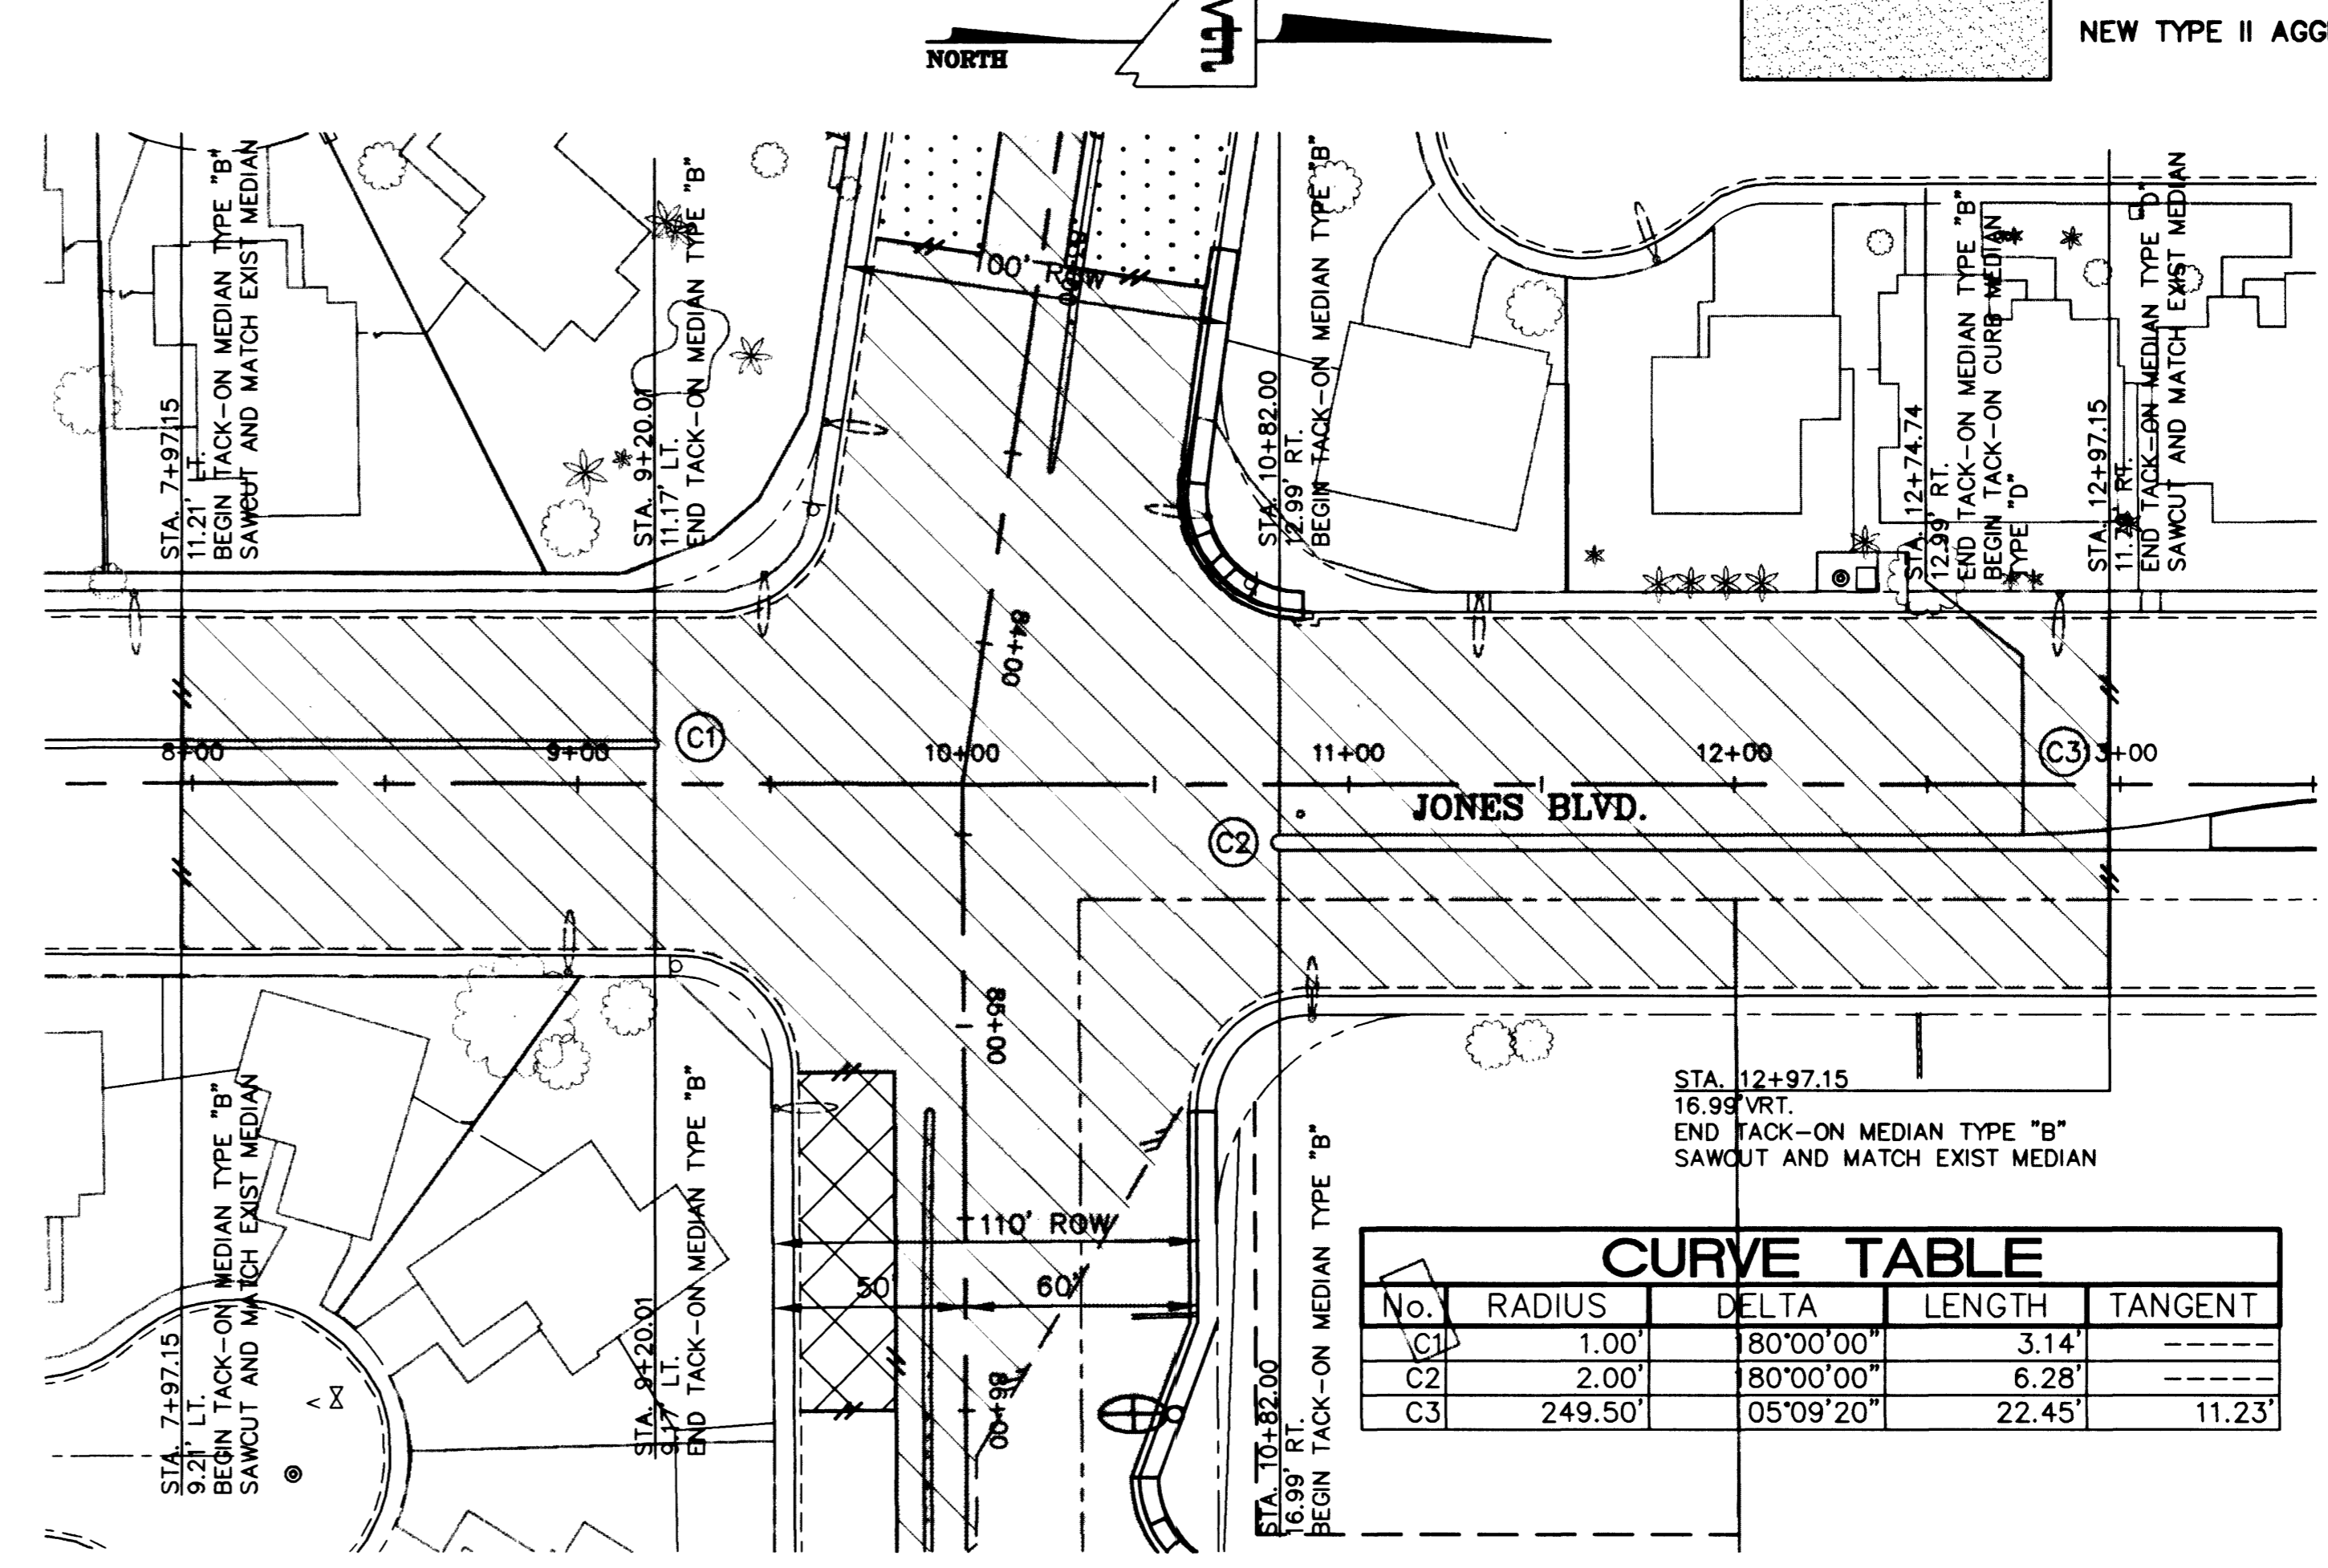 NORTH
vtn
NEW TYPE II AGG
STA. 7+97.15
11.21' LT.
BEGIN TACK-ON MEDIAN TYPE "B"
SAWCUT AND MATCH EXIST MEDIAN
STA. 9+20.01
11.17' LT.
END TACK-ON MEDIAN TYPE "B"
00' ROW
STA. 10+82.00
12.99' RT.
BEGIN TACK-ON MEDIAN TYPE "B"
STA. 12+74.74
12.99' RT.
END TACK-ON MEDIAN TYPE "B"
BEGIN TACK-ON CURB MEDIAN
TYPE "D"
STA. 12+97.15
RT.
END TACK-ON MEDIAN TYPE "D"
SAWCUT AND MATCH EXIST MEDIAN
84+00
C1
8+00
9+00
10+00
11+00
12+00
C3
13+00
JONES BLVD.
C2
85+00
STA. 7+97.15
9.21' LT.
BEGIN TACK-ON MEDIAN TYPE "B"
SAWCUT AND MATCH EXIST MEDIAN
STA. 9+20.01
9.17' LT.
END TACK-ON MEDIAN TYPE "B"
110' ROW
50'
60'
86+00
STA. 10+82.00
16.99' RT.
BEGIN TACK-ON MEDIAN TYPE "B"
STA. 12+97.15
16.99' RT.
END TACK-ON MEDIAN TYPE "B"
SAWCUT AND MATCH EXIST MEDIAN
CURVE TABLE
No. RADIUS DELTA LENGTH TANGENT
C1 1.00' 180°00'00" 3.14' -----
C2 2.00' 180°00'00" 6.28' -----
C3 249.50' 05°09'20" 22.45' 11.23'